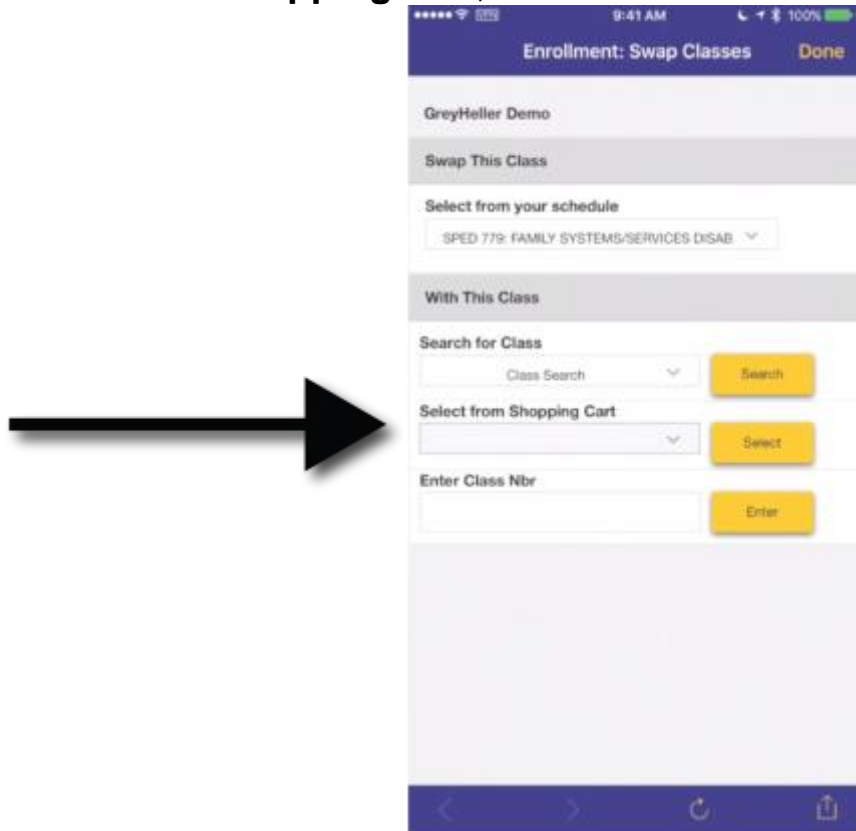 pping
9:41 AM 100%
Enrollment: Swap Classes Done
GreyHeller Demo
Swap This Class
Select from your schedule
SPED 779: FAMILY SYSTEMS/SERVICES DISAB
With This Class
Search for Class
Class Search Search
Select from Shopping Cart
Select
Enter Class Nbr
Enter